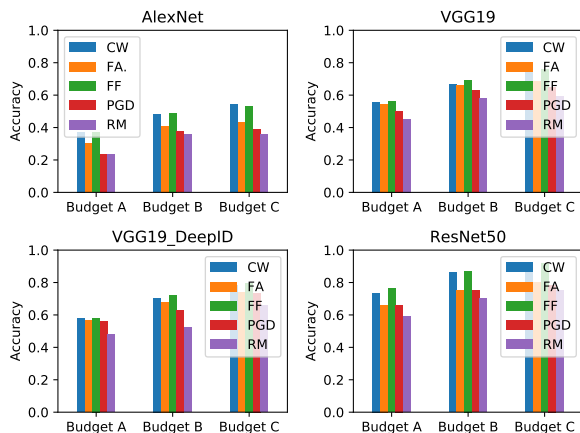 AlexNet
1.0
0.8
0.6
0.4
0.2
0.0
Accuracy
CW
FA.
FF
PGD
RM
Budget A Budget B Budget C
VGG19
1.0
0.8
0.6
0.4
0.2
0.0
Accuracy
CW
FA
FF
PGD
RM
Budget A Budget B Budget C
VGG19_DeepID
1.0
0.8
0.6
0.4
0.2
0.0
Accuracy
CW
FA
FF
PGD
RM
Budget A Budget B Budget C
ResNet50
1.0
0.8
0.6
0.4
0.2
0.0
Accuracy
CW
FA
FF
PGD
RM
Budget A Budget B Budget C